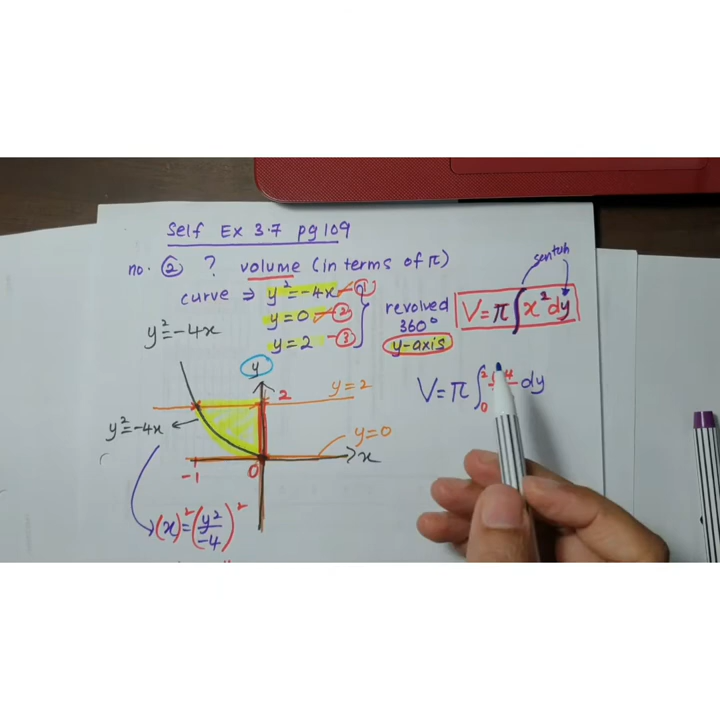 Self Ex 3.7 pg 109
no. ② ? volume (in terms of π)
curve ⇒ y² = -4x - ①
y = 0 - ②
y = 2 - ③
revolved
360°
y-axis
sentuh
V = π ∫ x² dy
y² = -4x
y
2
y = 2
y² = -4x
y = 0
x
-1
0
(x)² = (y²/-4)²
V = π ∫₀² dy